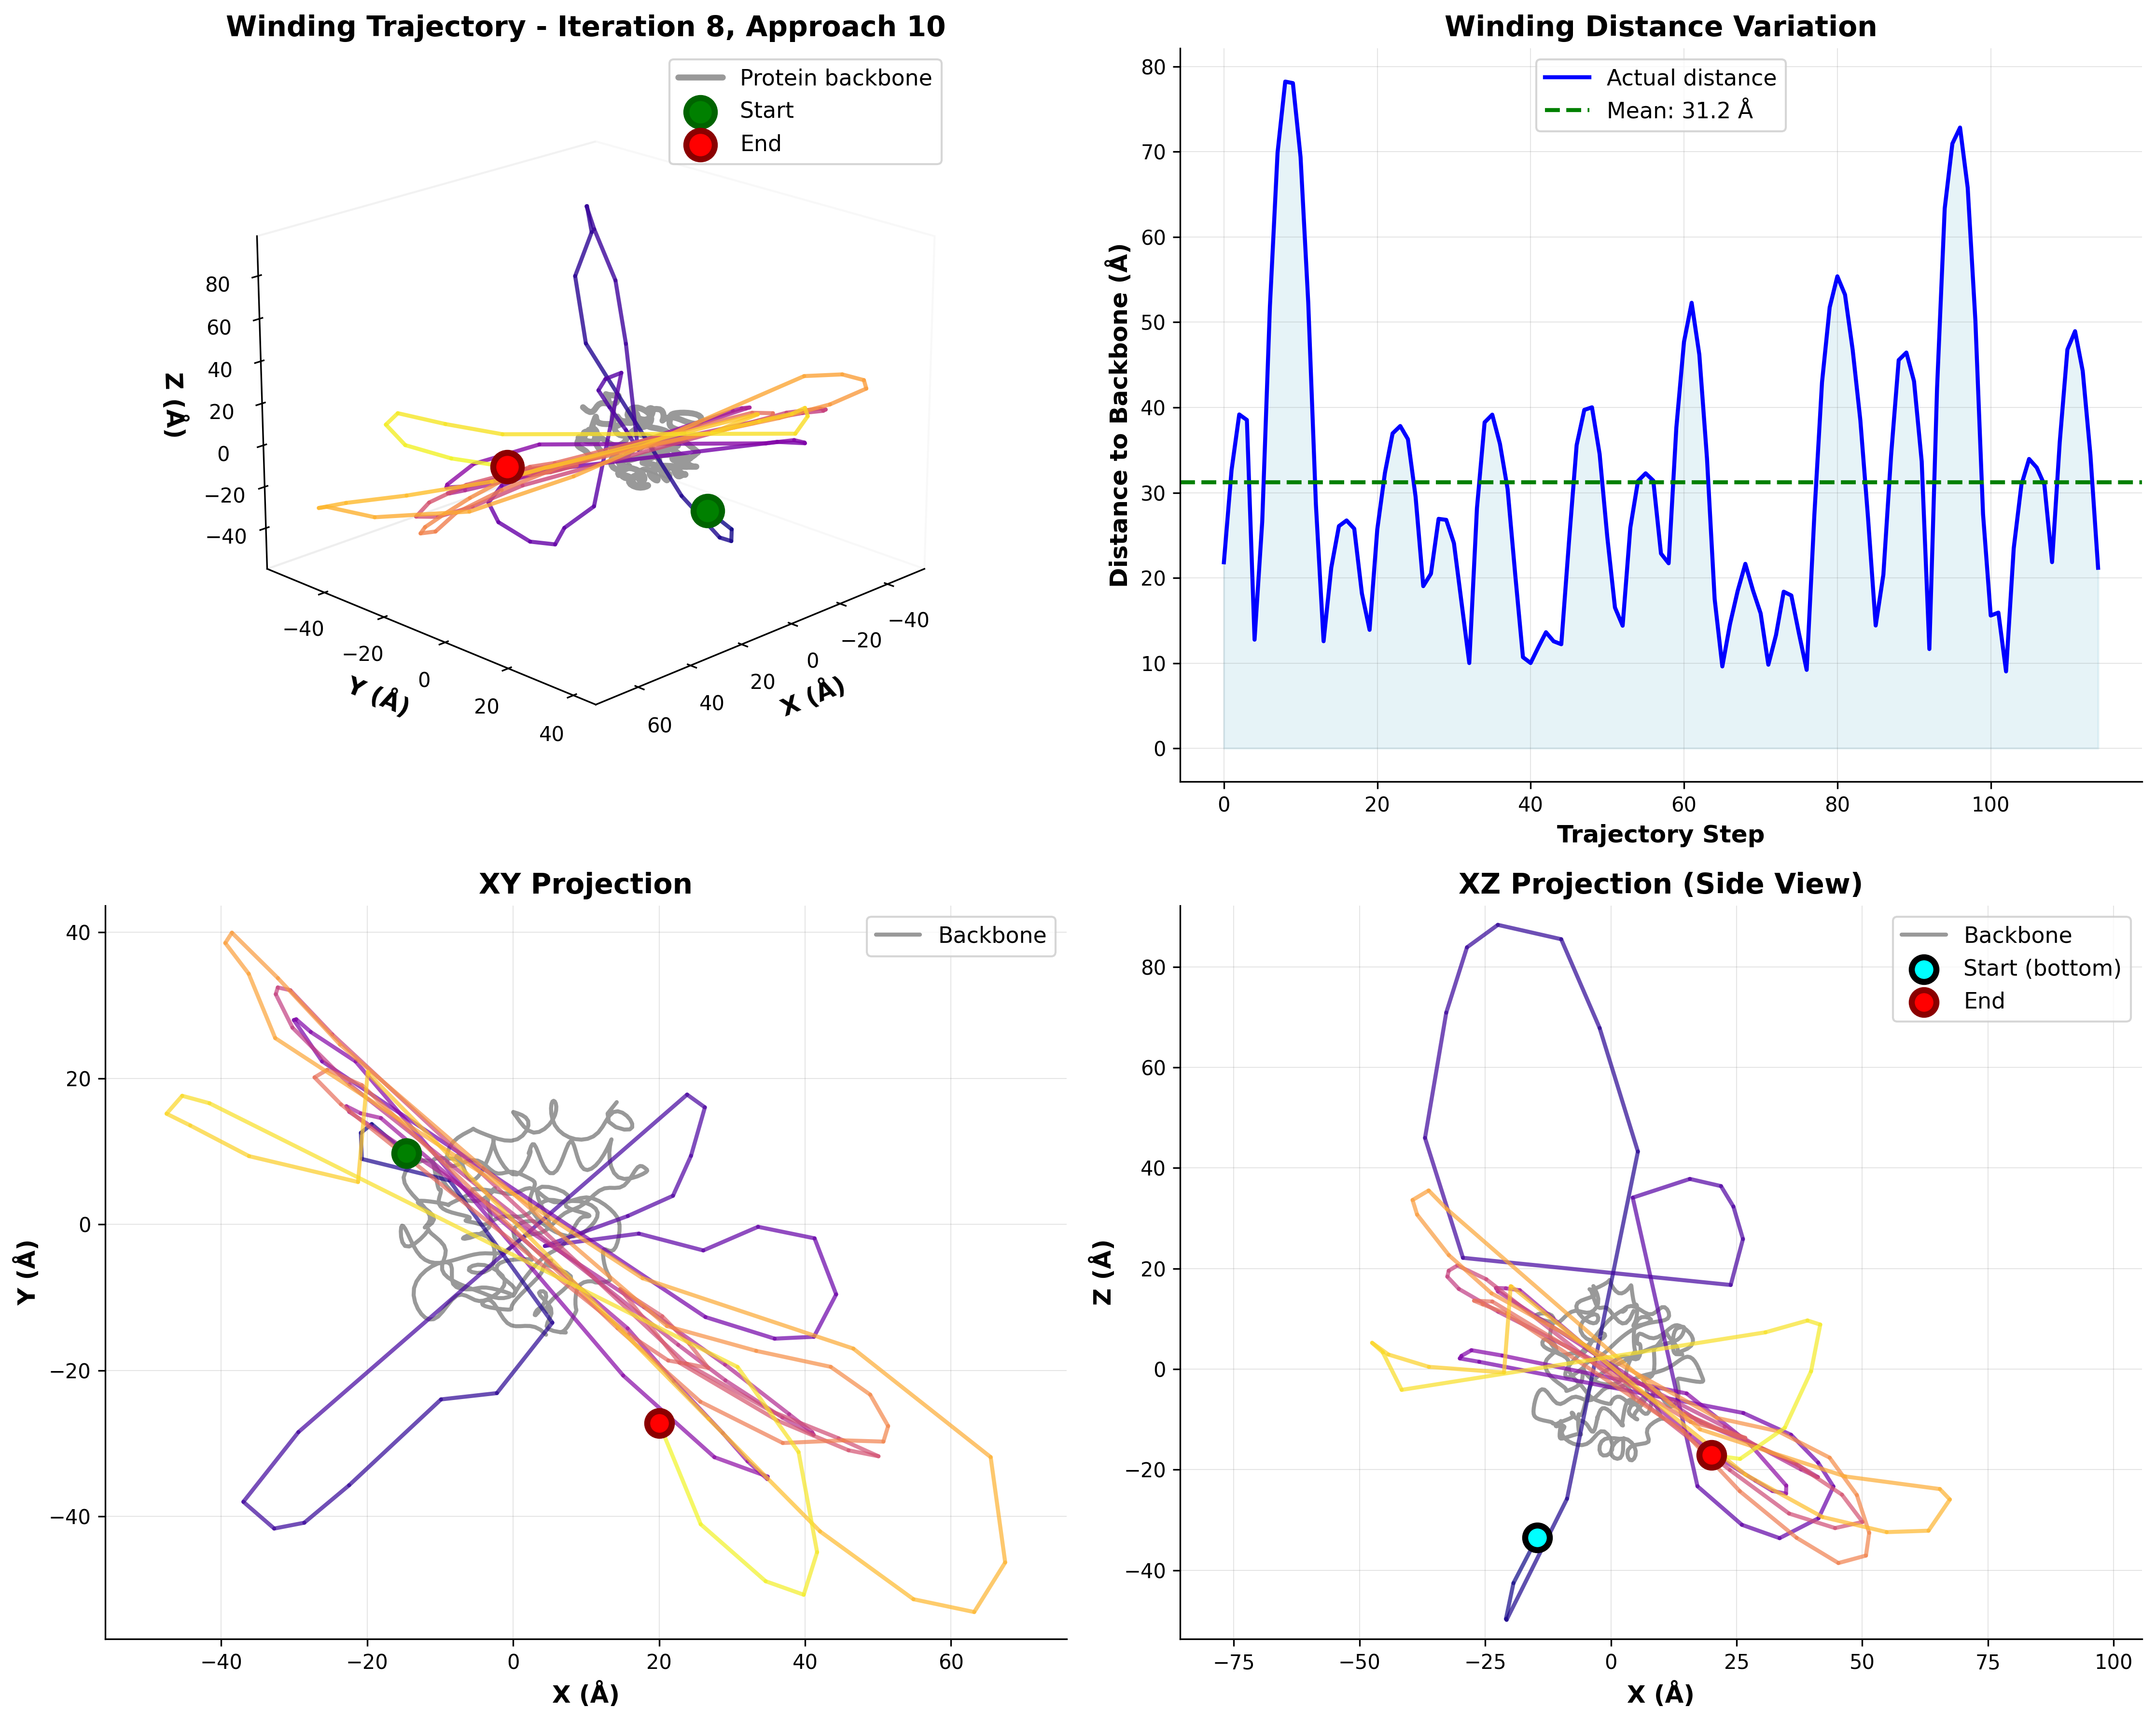 Winding Trajectory - Iteration 8, Approach 10
Protein backbone
Start
End
80
60
40
20
0
−20
−40
Z (Å)
−40
−20
0
20
40
Y (Å)
60
40
20
0
−20
−40
X (Å)
Winding Distance Variation
Actual distance
Mean: 31.2 Å
80
70
60
50
40
30
20
10
0
Distance to Backbone (Å)
0 20 40 60 80 100
Trajectory Step
XY Projection
Backbone
40
20
0
−20
−40
Y (Å)
−40 −20 0 20 40 60
X (Å)
XZ Projection (Side View)
Backbone
Start (bottom)
End
80
60
40
20
0
−20
−40
Z (Å)
−75 −50 −25 0 25 50 75 100
X (Å)